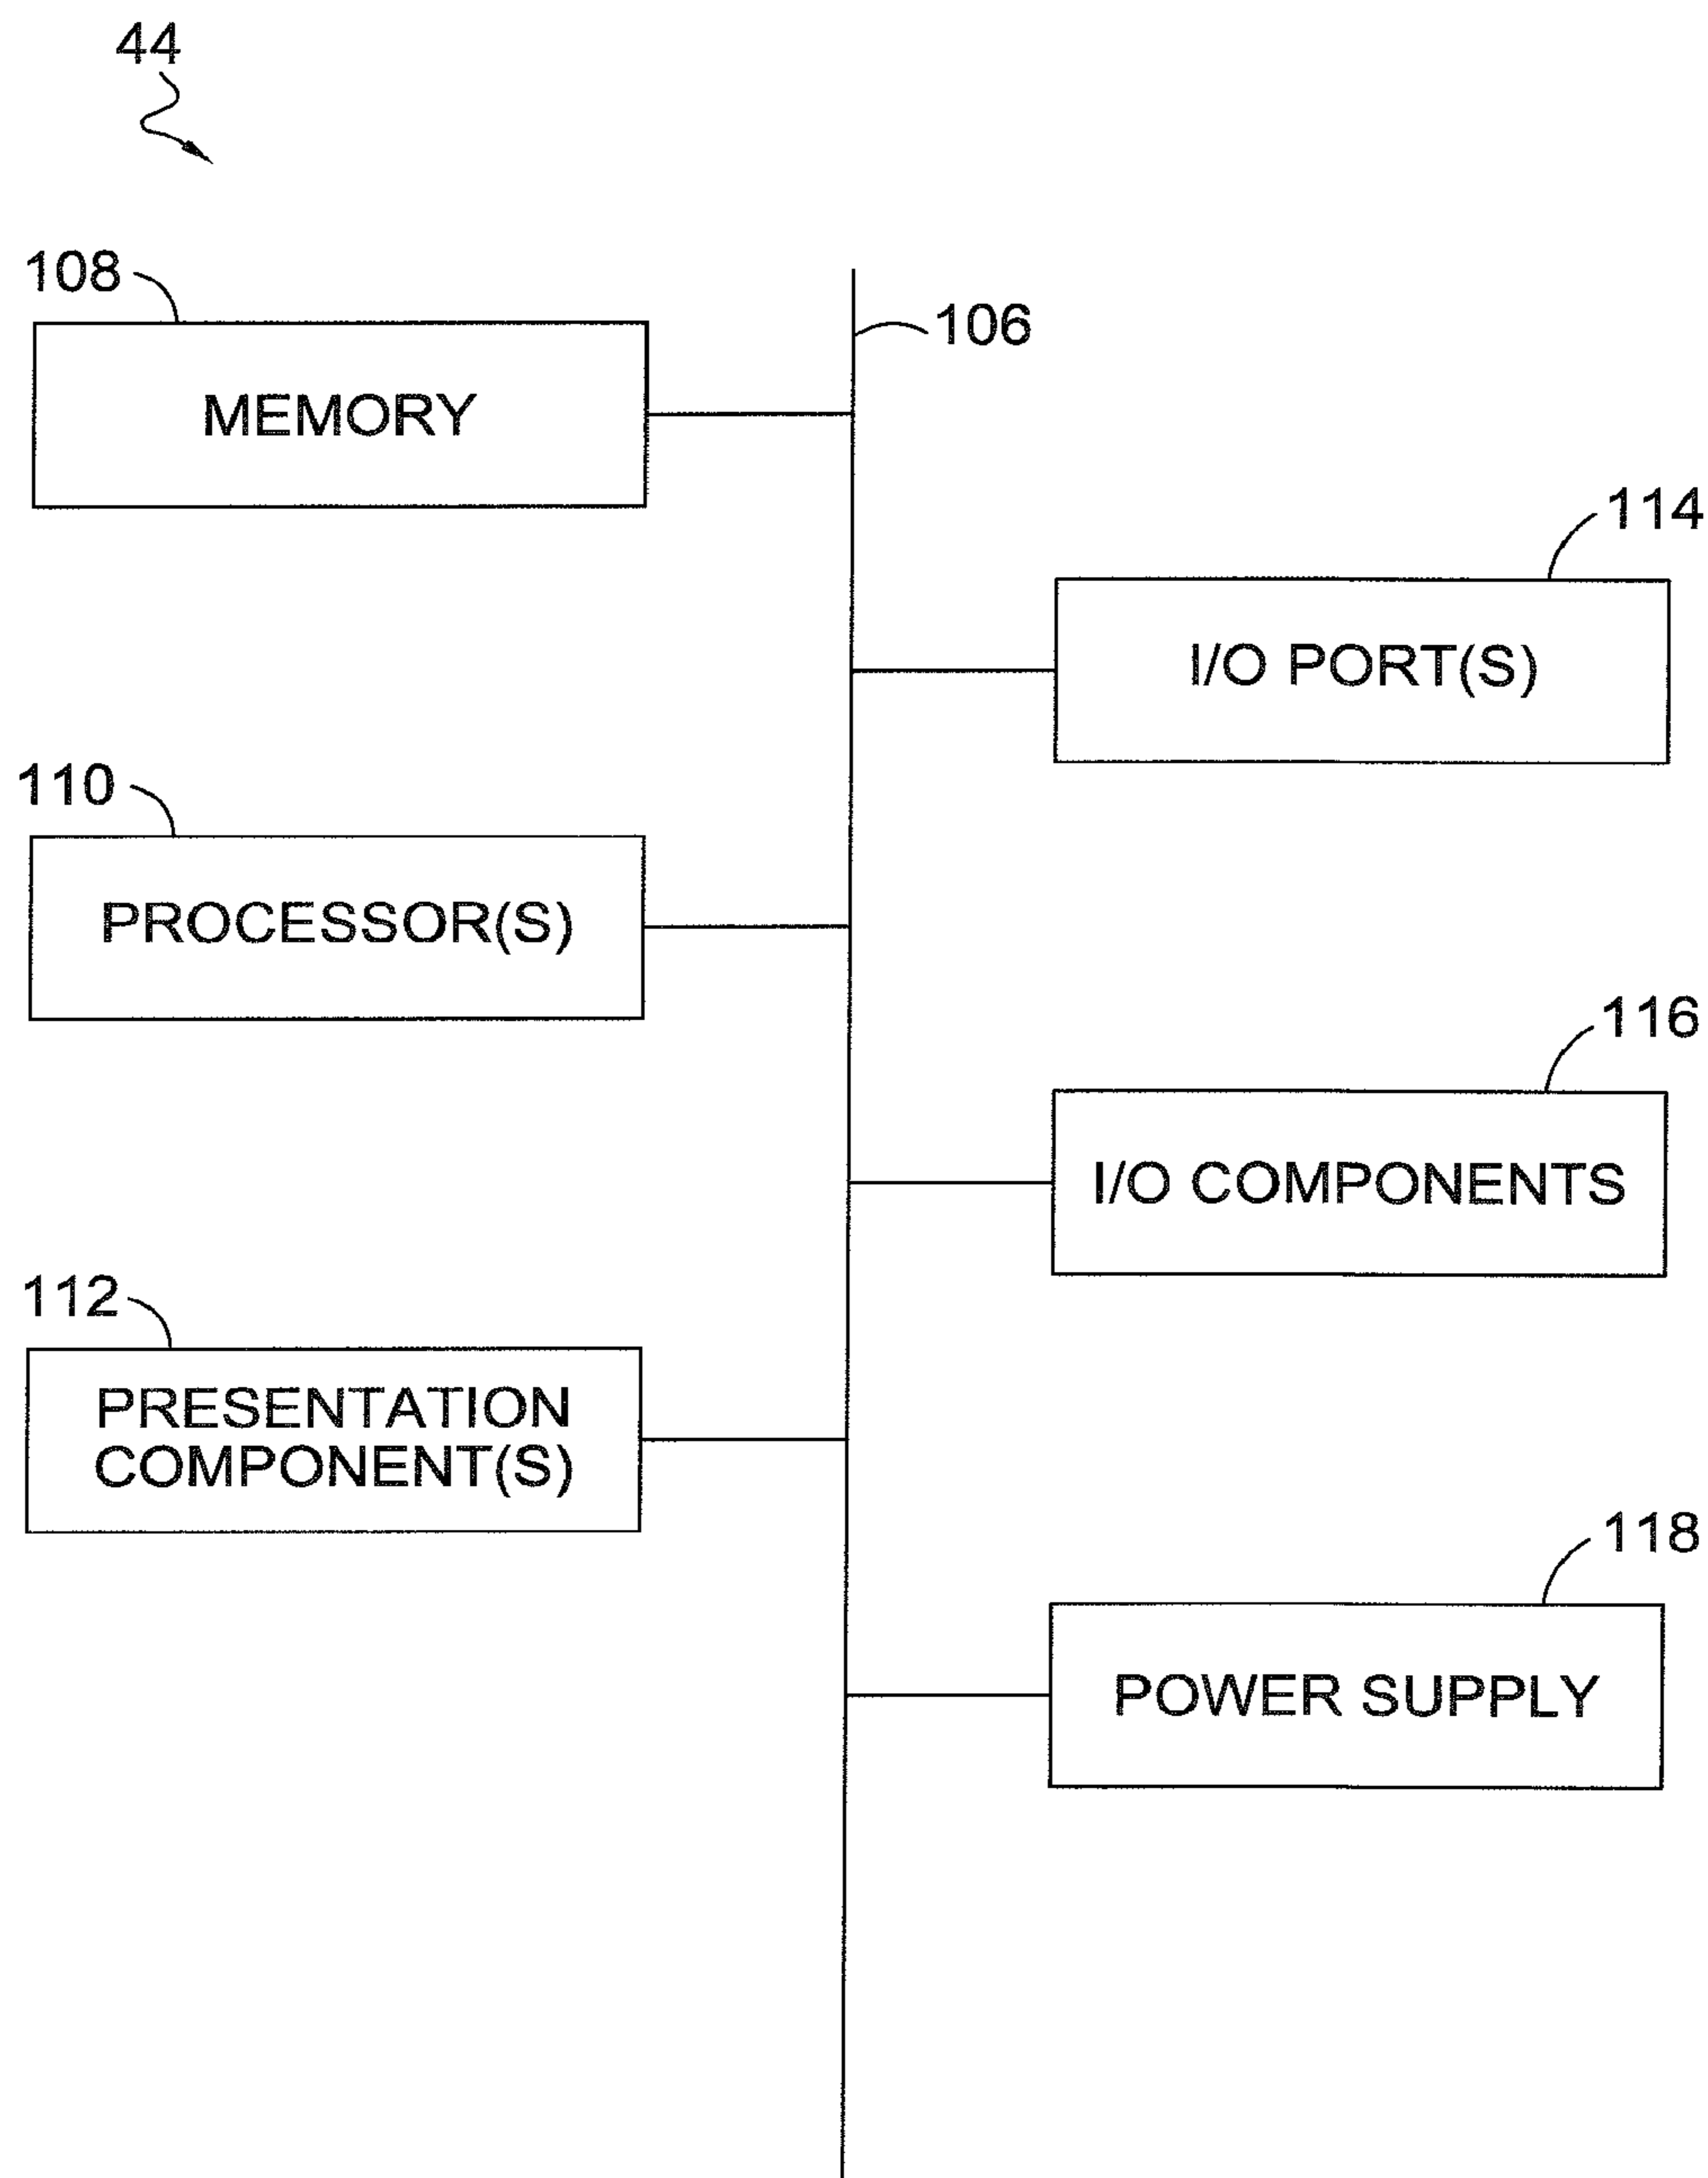 44
108
106
MEMORY
114
I/O PORT(S)
110
PROCESSOR(S)
116
I/O COMPONENTS
112
PRESENTATION
COMPONENT(S)
118
POWER SUPPLY